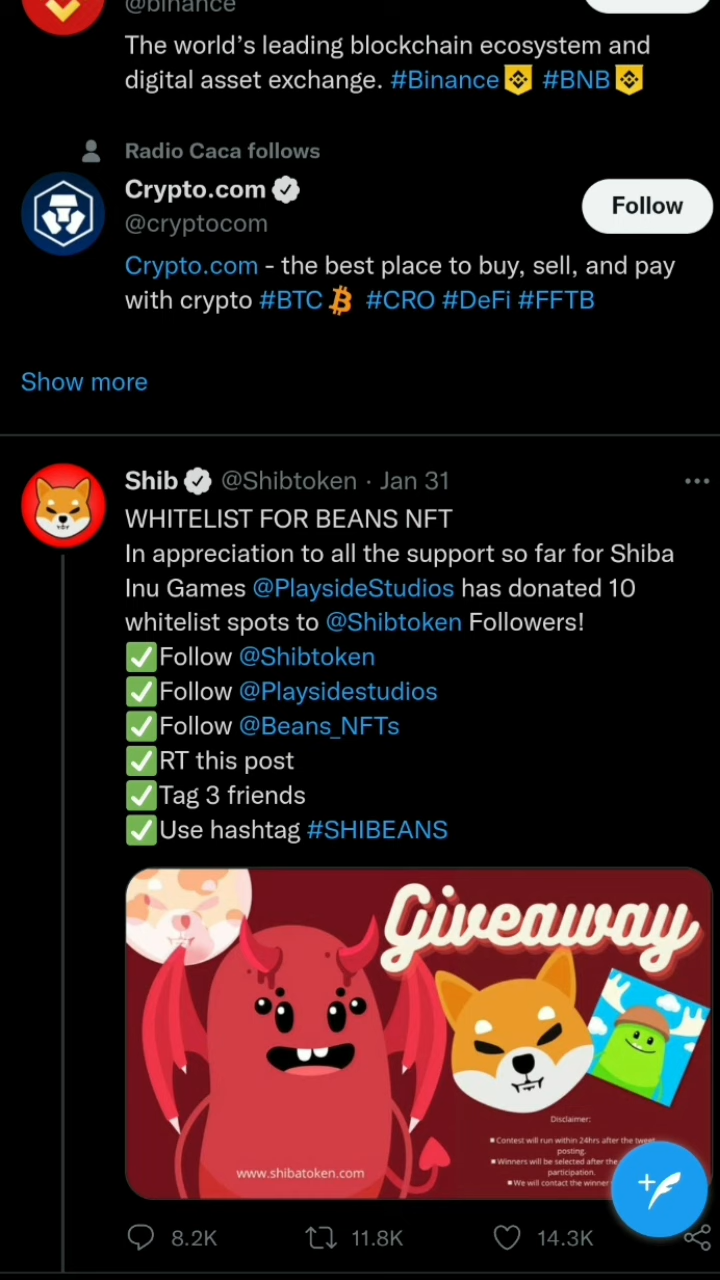 @binance
The world’s leading blockchain ecosystem and
digital asset exchange. #Binance #BNB
Radio Caca follows
Crypto.com
@cryptocom
Follow
Crypto.com - the best place to buy, sell, and pay
with crypto #BTC #CRO #DeFi #FFTB
Show more
Shib @Shibtoken · Jan 31
WHITELIST FOR BEANS NFT
In appreciation to all the support so far for Shiba
Inu Games @PlaysideStudios has donated 10
whitelist spots to @Shibtoken Followers!
✅Follow @Shibtoken
✅Follow @Playsidestudios
✅Follow @Beans_NFTs
✅RT this post
✅Tag 3 friends
✅Use hashtag #SHIBEANS
Giveaway
Disclaimer:
▪ Contest will run within 24hrs after the tweet
posting.
▪ Winners will be selected after the
participation.
▪ We will contact the winner
www.shibatoken.com
8.2K 11.8K 14.3K